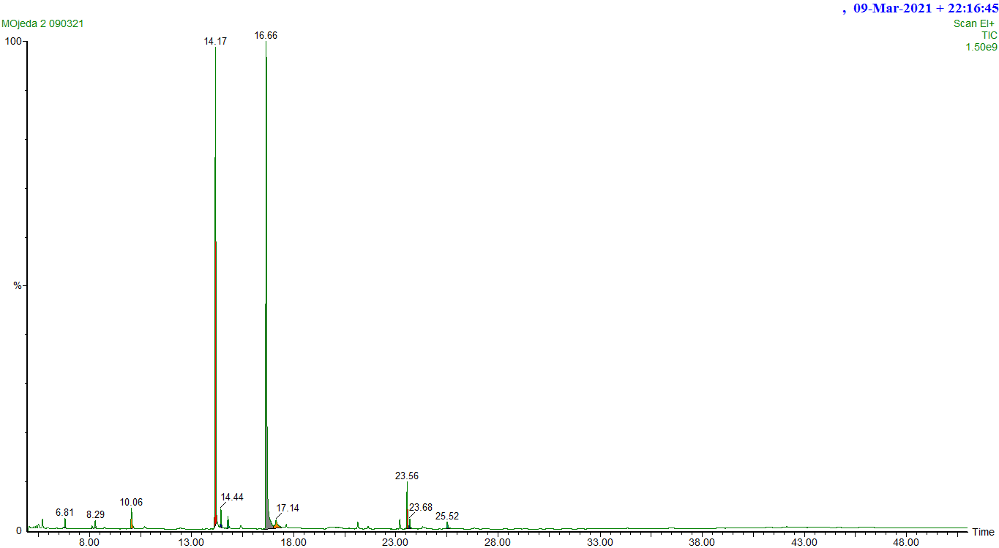 , 09-Mar-2021 + 22:16:45
MOjeda 2 090321
Scan EI+
TIC
1.50e9
100
%
0
14.17
16.66
6.81
8.29
10.06
14.44
17.14
23.56
23.68
25.52
8.00 13.00 18.00 23.00 28.00 33.00 38.00 43.00 48.00
Time